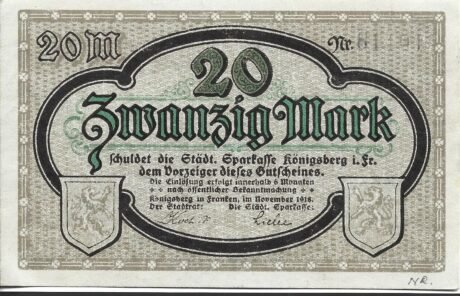 20 M Nr.
20
Zwanzig Mark
schuldet die Städt. Sparkasse Königsberg i. Fr.
dem Vorzeiger dieses Gutscheines.
Die Einlösung erfolgt innerhalb 6 Monaten
nach öffentlicher Bekanntmachung
Königsberg in Franken, im November 1918.
Der Stadtrat: Die Städt. Sparkasse:
NR.